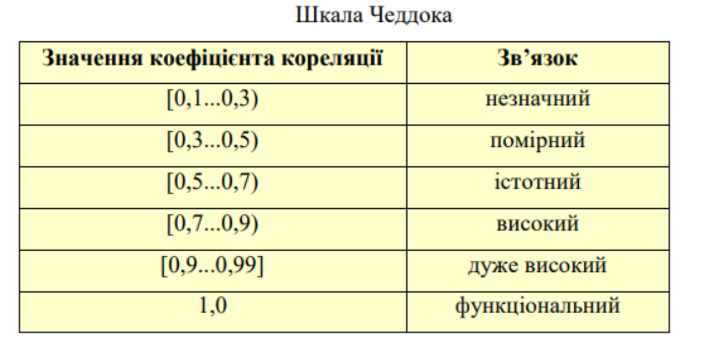 Шкала Чеддока
Значення коефіцієнта кореляції Зв’язок
[0,1...0,3) незначний
[0,3...0,5) помірний
[0,5...0,7) істотний
[0,7...0,9) високий
[0,9...0,99] дуже високий
1,0 функціональний